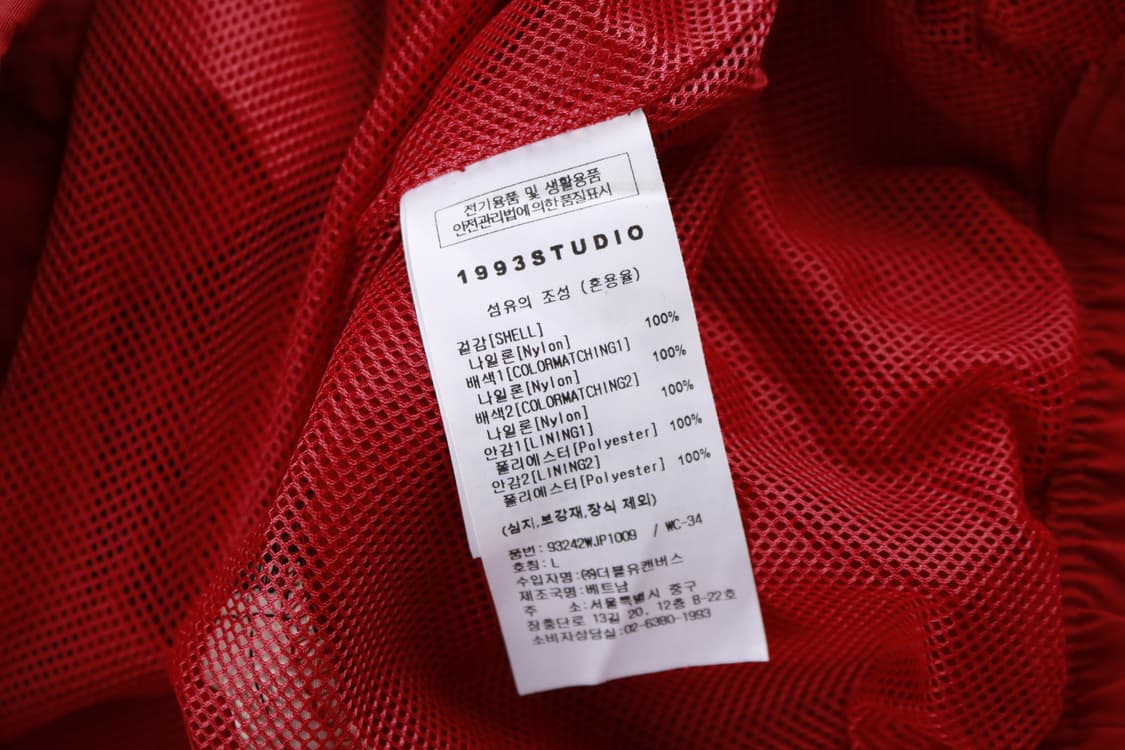 전기용품 및 생활용품
안전관리법에 의한 품질표시
1993STUDIO
섬유의 조성 (혼용율)
겉감[SHELL]
나일론[Nylon] 100%
배색1[COLORMATCHING1]
나일론[Nylon] 100%
배색2[COLORMATCHING2]
나일론[Nylon] 100%
안감1[LINING1]
폴리에스터[Polyester] 100%
안감2[LINING2]
폴리에스터[Polyester] 100%
(심지,보강재,장식 제외)
품번: 93242WJP1009 / WC-34
호칭: L
수입자명:㈜더블유캔버스
제조국명:베트남
주 소:서울특별시 중구
장충단로 13길 20, 12층 B-22호
소비자상담실:02-6380-1993